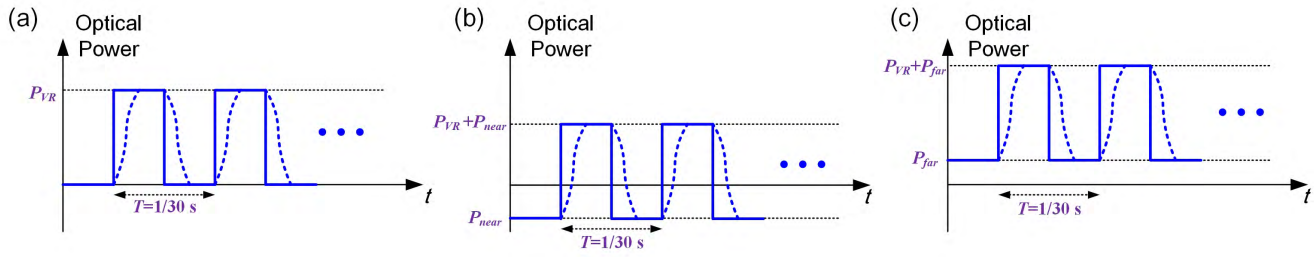 (a)
Optical
Power
P_VR
T=1/30 s
t
(b)
Optical
Power
P_VR+P_near
P_near
T=1/30 s
t
(c)
Optical
Power
P_VR+P_far
P_far
T=1/30 s
t